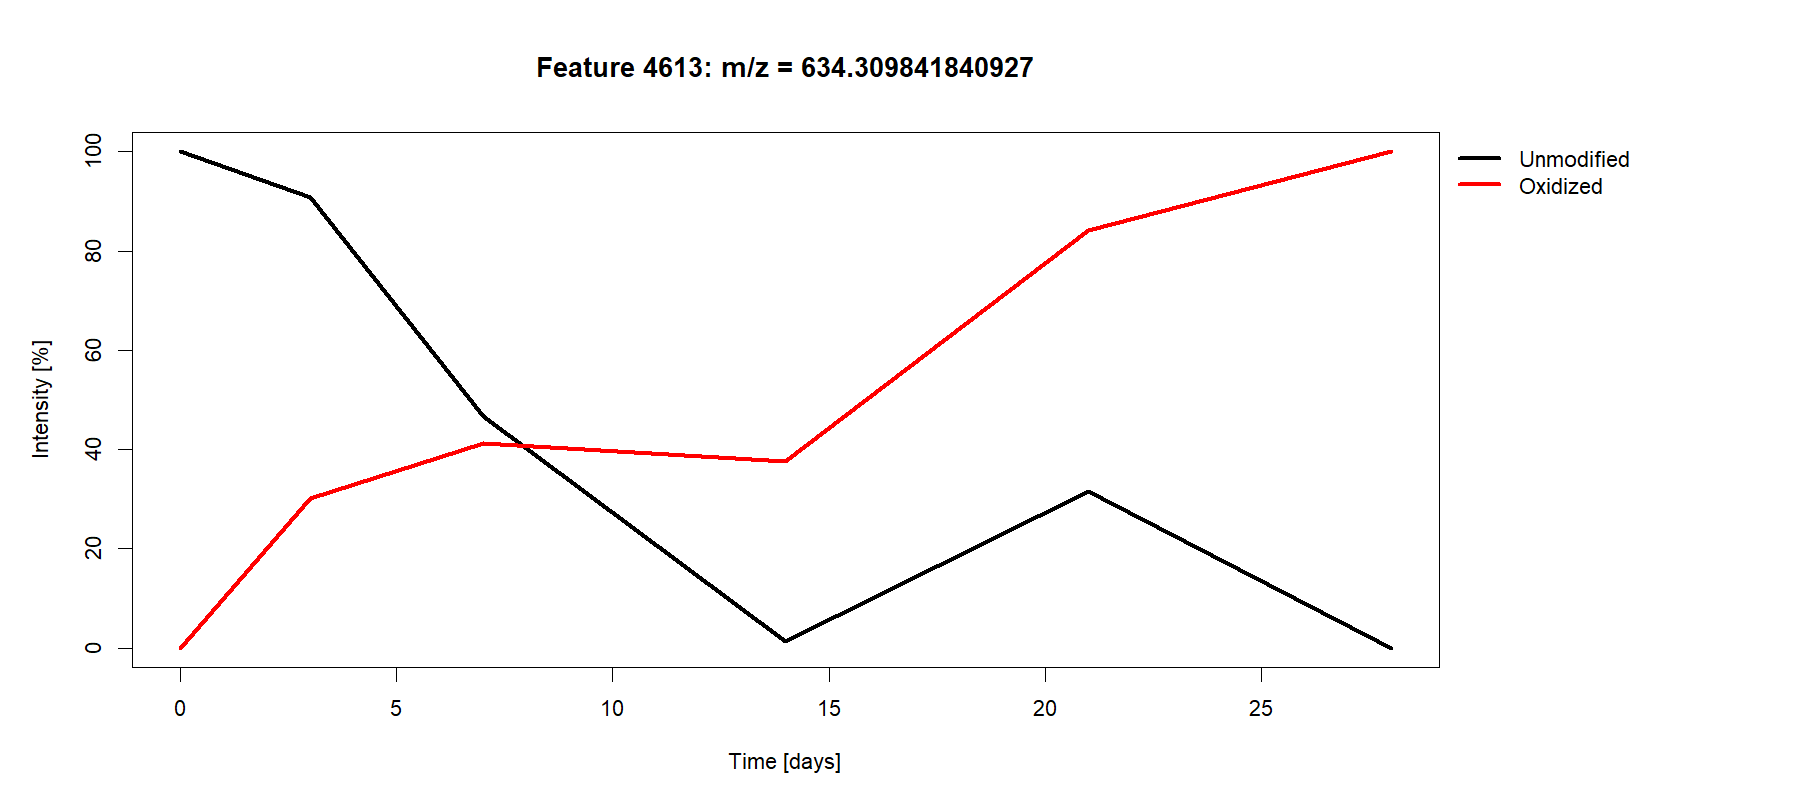 Feature 4613: m/z = 634.309841840927
Unmodified
Oxidized
Intensity [%]
100
80
60
40
20
0
0 5 10 15 20 25
Time [days]